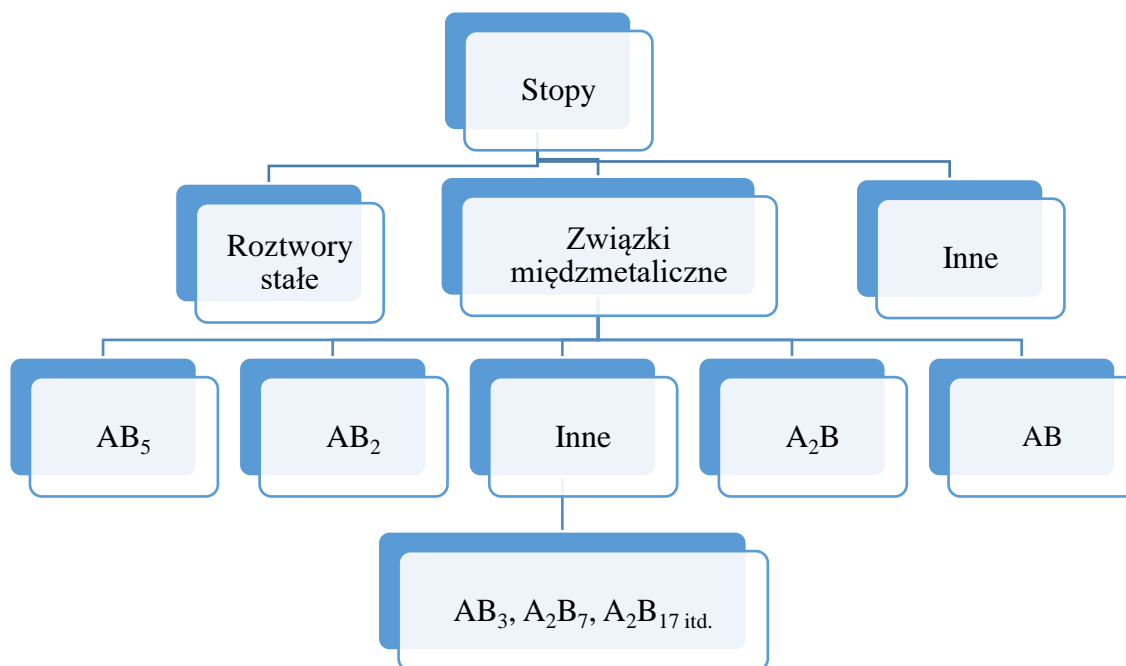 Stopy
Roztwory
stałe
Związki
międzmetaliczne
Inne
AB₅
AB₂
Inne
A₂B
AB
AB₃, A₂B₇, A₂B₁₇ itd.